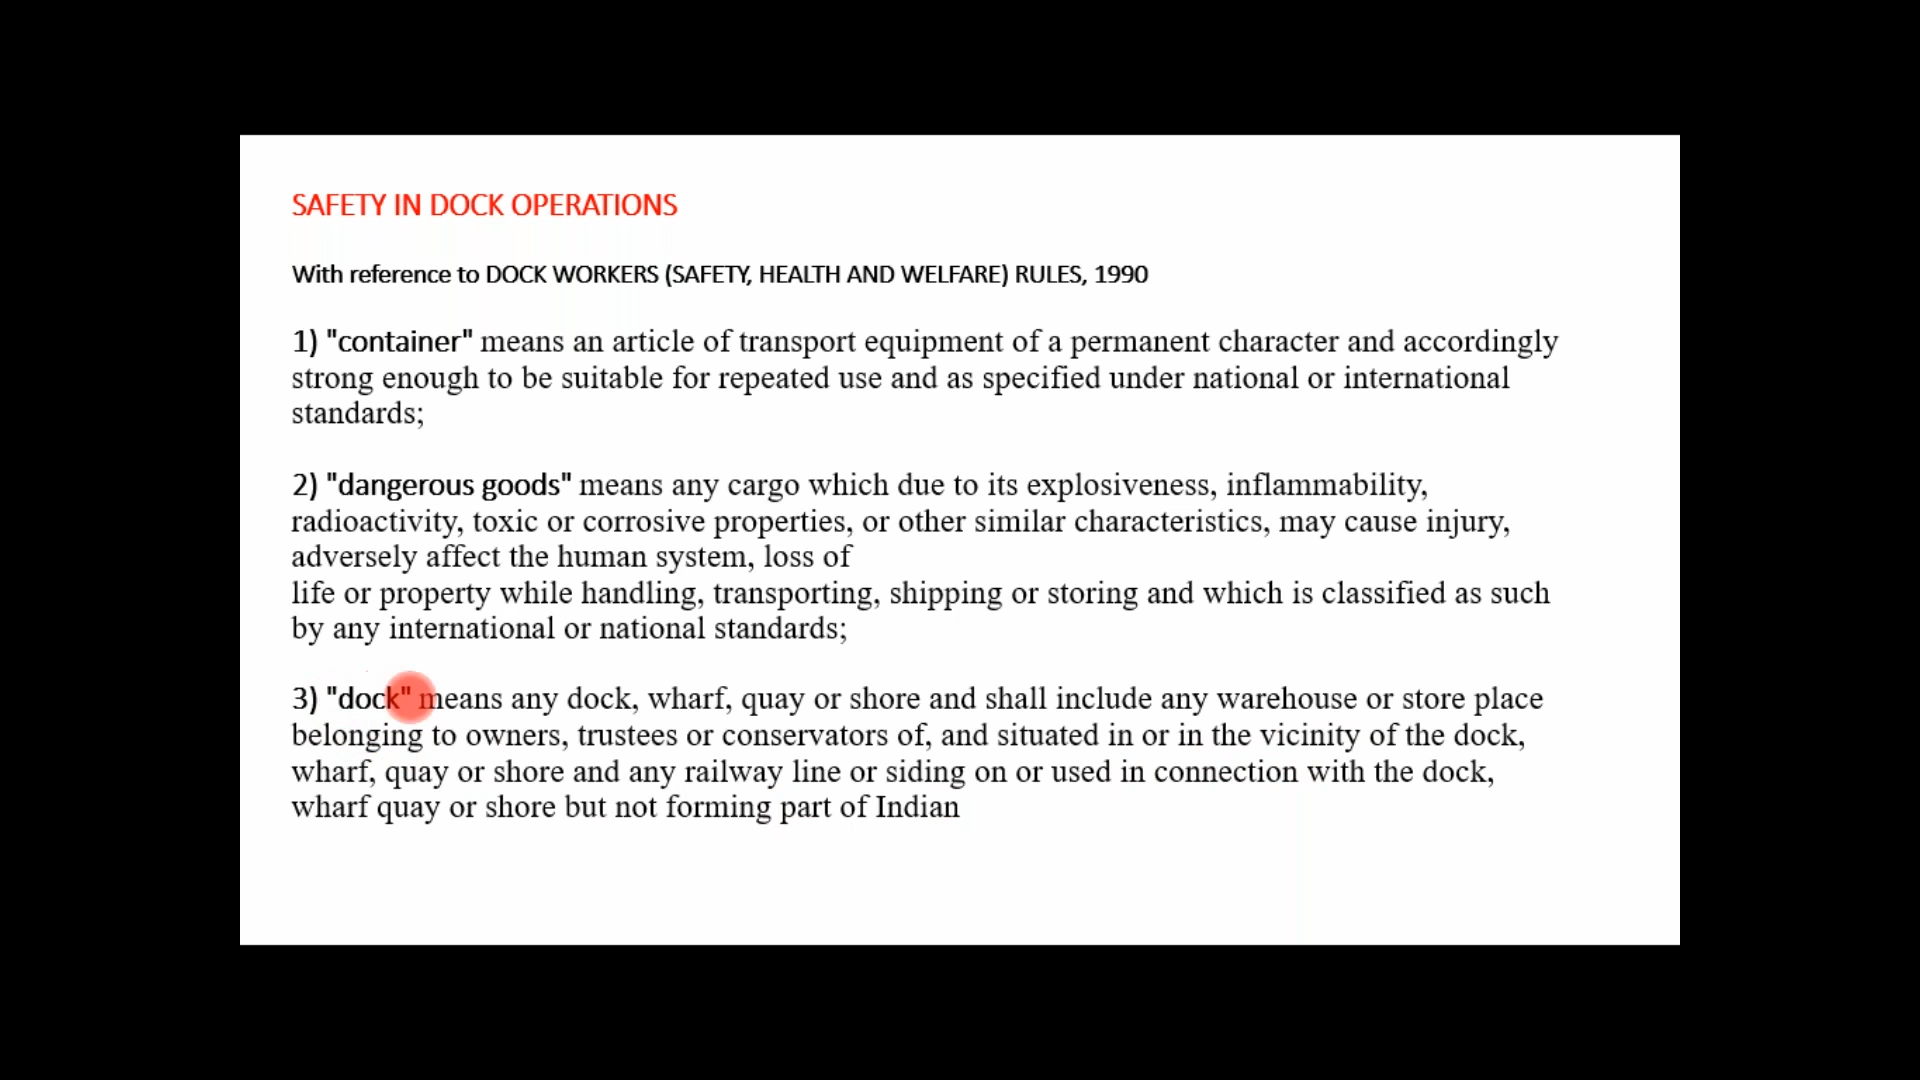 SAFETY IN DOCK OPERATIONS
With reference to DOCK WORKERS (SAFETY, HEALTH AND WELFARE) RULES, 1990
1) "container" means an article of transport equipment of a permanent character and accordingly
strong enough to be suitable for repeated use and as specified under national or international
standards;
2) "dangerous goods" means any cargo which due to its explosiveness, inflammability,
radioactivity, toxic or corrosive properties, or other similar characteristics, may cause injury,
adversely affect the human system, loss of
life or property while handling, transporting, shipping or storing and which is classified as such
by any international or national standards;
3) "dock" means any dock, wharf, quay or shore and shall include any warehouse or store place
belonging to owners, trustees or conservators of, and situated in or in the vicinity of the dock,
wharf, quay or shore and any railway line or siding on or used in connection with the dock,
wharf quay or shore but not forming part of Indian